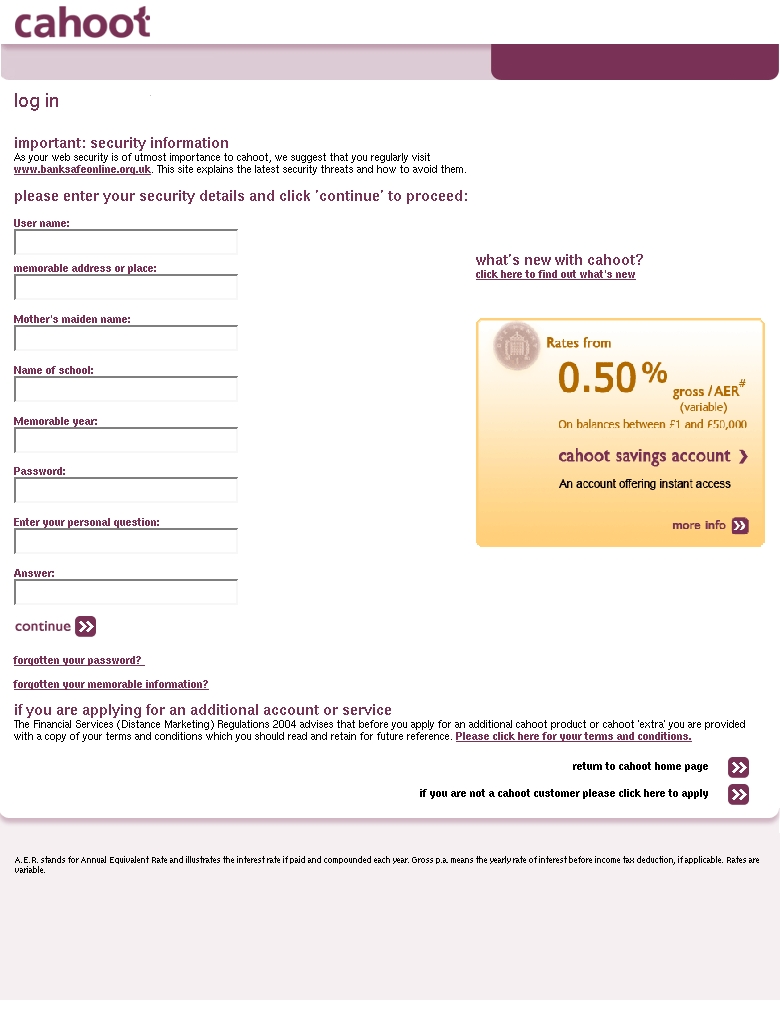 cahoot
log in
important: security information
As your web security is of utmost importance to cahoot, we suggest that you regularly visit
www.banksafeonline.org.uk. This site explains the latest security threats and how to avoid them.
please enter your security details and click 'continue' to proceed:
User name:
memorable address or place:
Mother's maiden name:
Name of school:
Memorable year:
Password:
Enter your personal question:
Answer:
continue
forgotten your password?
forgotten your memorable information?
what's new with cahoot?
click here to find out what's new
Rates from
0.50%
gross / AER#
(variable)
On balances between £1 and £50,000
cahoot savings account
An account offering instant access
more info
if you are applying for an additional account or service
The Financial Services (Distance Marketing) Regulations 2004 advises that before you apply for an additional cahoot product or cahoot 'extra' you are provided
with a copy of your terms and conditions which you should read and retain for future reference. Please click here for your terms and conditions.
return to cahoot home page
if you are not a cahoot customer please click here to apply
A.E.R. stands for Annual Equivalent Rate and illustrates the interest rate if paid and compounded each year. Gross p.a. means the yearly rate of interest before income tax deduction, if applicable. Rates are
variable.